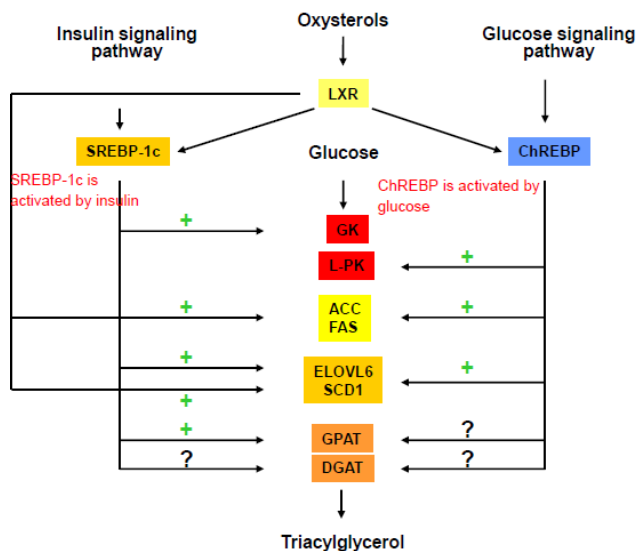 Insulin signaling
pathway
Oxysterols
Glucose signaling
pathway
LXR
SREBP-1c
Glucose
ChREBP
SREBP-1c is
activated by insulin
ChREBP is activated by
glucose
+
GK
L-PK
+
+
ACC
FAS
+
+
ELOVL6
SCD1
+
+
+
GPAT
?
?
DGAT
?
Triacylglycerol